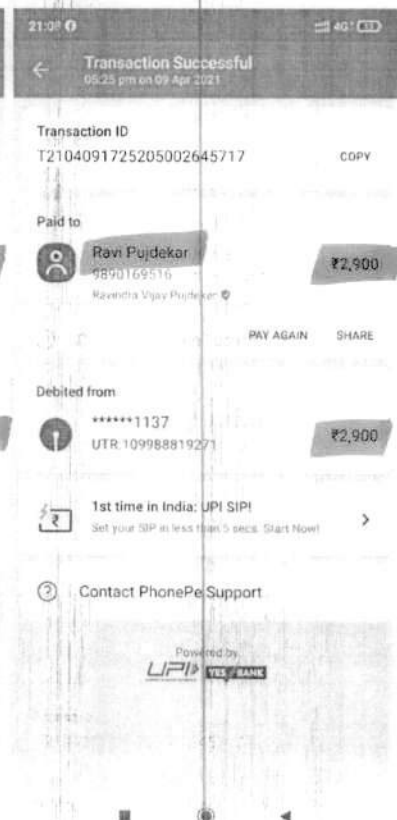 21:08
4G+ 53
Transaction Successful
05:25 pm on 09 Apr 2021
Transaction ID
T2104091725205002645717 COPY
Paid to
Ravi Pujdekar ₹2,900
9890169516
Ravindra Vijay Pujdekar
PAY AGAIN SHARE
Debited from
******1137 ₹2,900
UTR:109988819271
1st time in India: UPI SIP!
Set your SIP in less than 5 secs. Start Now!
Contact PhonePe Support
Powered by
UPI YES BANK